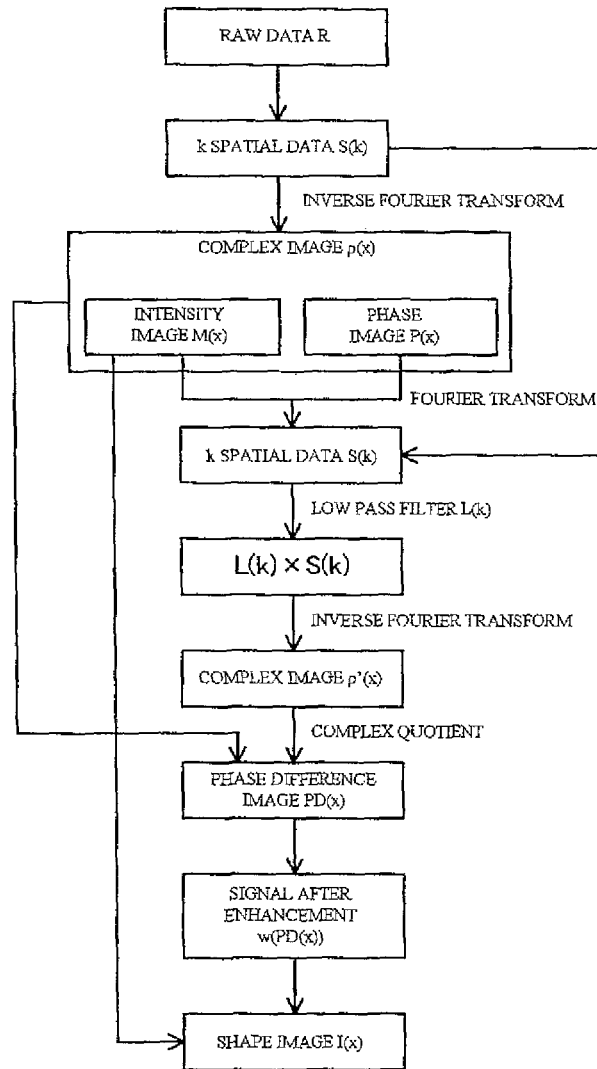 RAW DATA R
k SPATIAL DATA S(k)
INVERSE FOURIER TRANSFORM
COMPLEX IMAGE ρ(x)
INTENSITY
IMAGE M(x)
PHASE
IMAGE P(x)
FOURIER TRANSFORM
k SPATIAL DATA S(k)
LOW PASS FILTER L(k)
L(k) × S(k)
INVERSE FOURIER TRANSFORM
COMPLEX IMAGE ρ'(x)
COMPLEX QUOTIENT
PHASE DIFFERENCE
IMAGE PD(x)
SIGNAL AFTER
ENHANCEMENT
w(PD(x))
SHAPE IMAGE I(x)